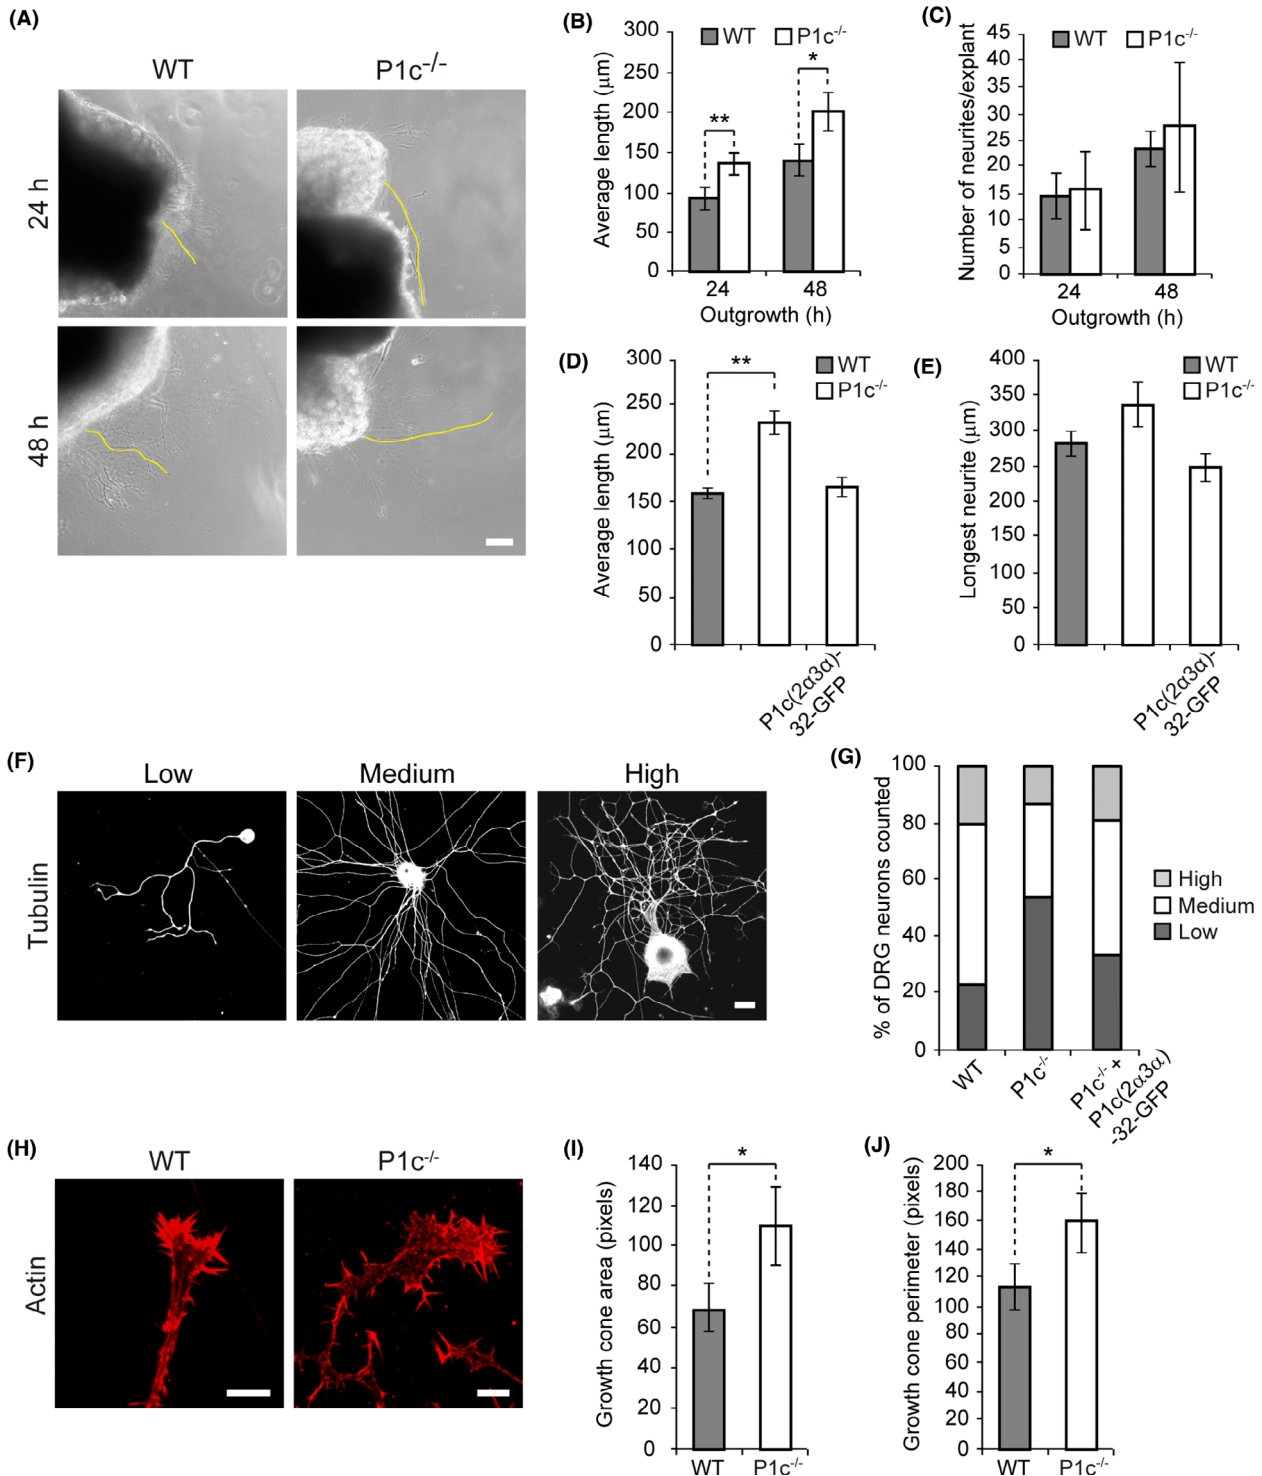 (A)
WT
P1c-/-
24 h
48 h
(B)
Average length (μm)
300
250
200
150
100
50
0
WT
P1c-/-
**
*
24
48
Outgrowth (h)
(C)
Number of neurites/explant
45
40
35
30
25
20
15
10
5
0
WT
P1c-/-
24
48
Outgrowth (h)
(D)
Average length (μm)
300
250
200
150
100
50
0
**
WT
P1c-/-
P1c(2α3α)-
32-GFP
(E)
Longest neurite (μm)
400
350
300
250
200
150
100
50
0
WT
P1c-/-
P1c(2α3α)-
32-GFP
(F)
Low
Medium
High
Tubulin
(G)
% of DRG neurons counted
100
80
60
40
20
0
High
Medium
Low
WT
P1c-/-
P1c-/- +
P1c(2α3α)
-32-GFP
(H)
WT
P1c-/-
Actin
(I)
Growth cone area (pixels)
140
120
100
80
60
40
20
0
*
WT
P1c-/-
(J)
Growth cone perimeter (pixels)
200
180
160
140
120
100
80
60
40
20
0
*
WT
P1c-/-